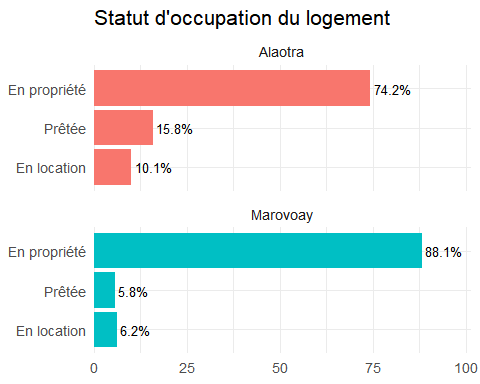 Statut d'occupation du logement
Alaotra
En propriété 74.2%
Prêtée 15.8%
En location 10.1%
Marovoay
En propriété 88.1%
Prêtée 5.8%
En location 6.2%
0 25 50 75 100